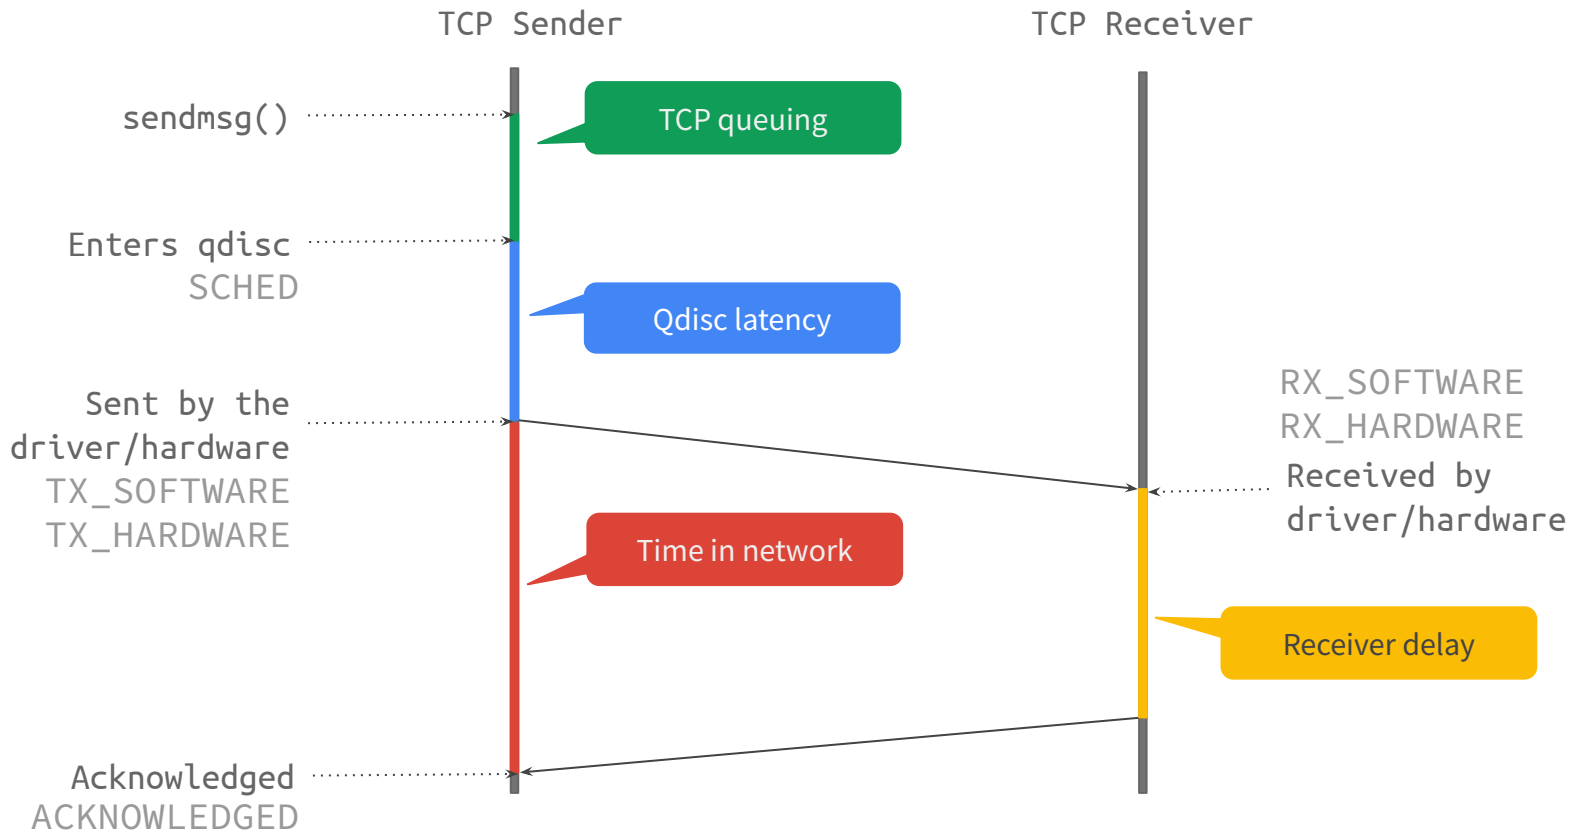 TCP Sender
TCP Receiver
sendmsg()
TCP queuing
Enters qdisc
SCHED
Qdisc latency
Sent by the
driver/hardware
TX_SOFTWARE
TX_HARDWARE
RX_SOFTWARE
RX_HARDWARE
Received by
driver/hardware
Time in network
Receiver delay
Acknowledged
ACKNOWLEDGED